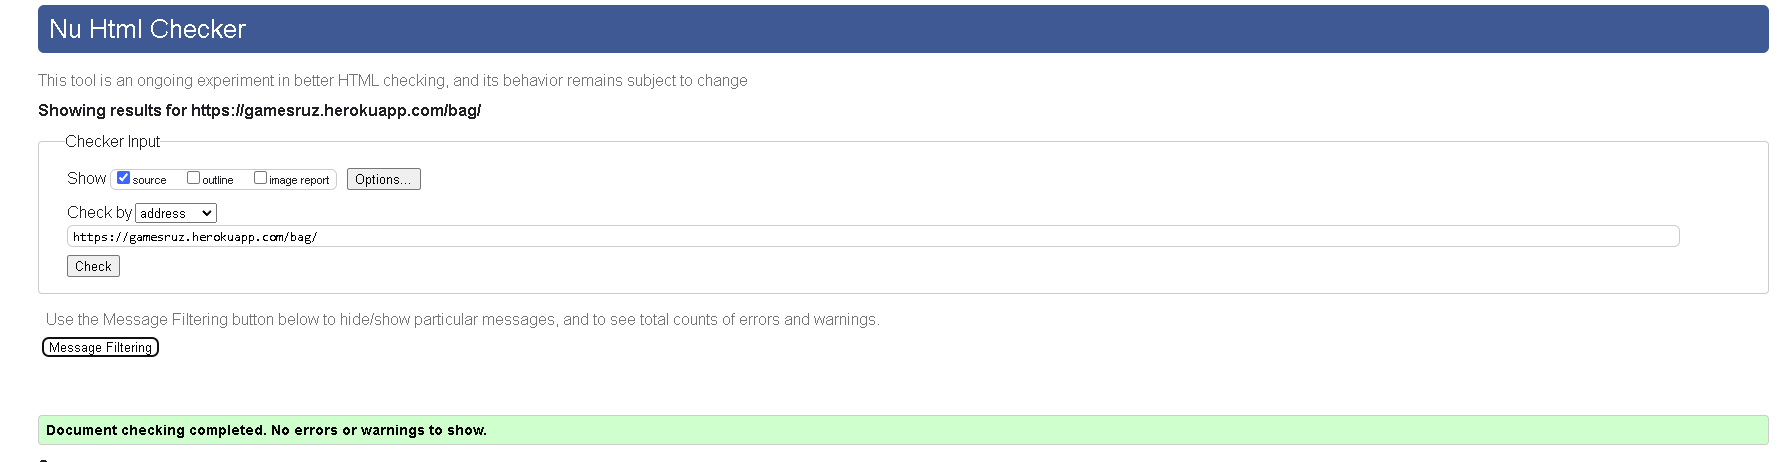 Nu Html Checker
This tool is an ongoing experiment in better HTML checking, and its behavior remains subject to change
Showing results for https://gamesruz.herokuapp.com/bag/
Checker Input
Show source outline image report Options...
Check by address
https://gamesruz.herokuapp.com/bag/
Check
Use the Message Filtering button below to hide/show particular messages, and to see total counts of errors and warnings.
Message Filtering
Document checking completed. No errors or warnings to show.